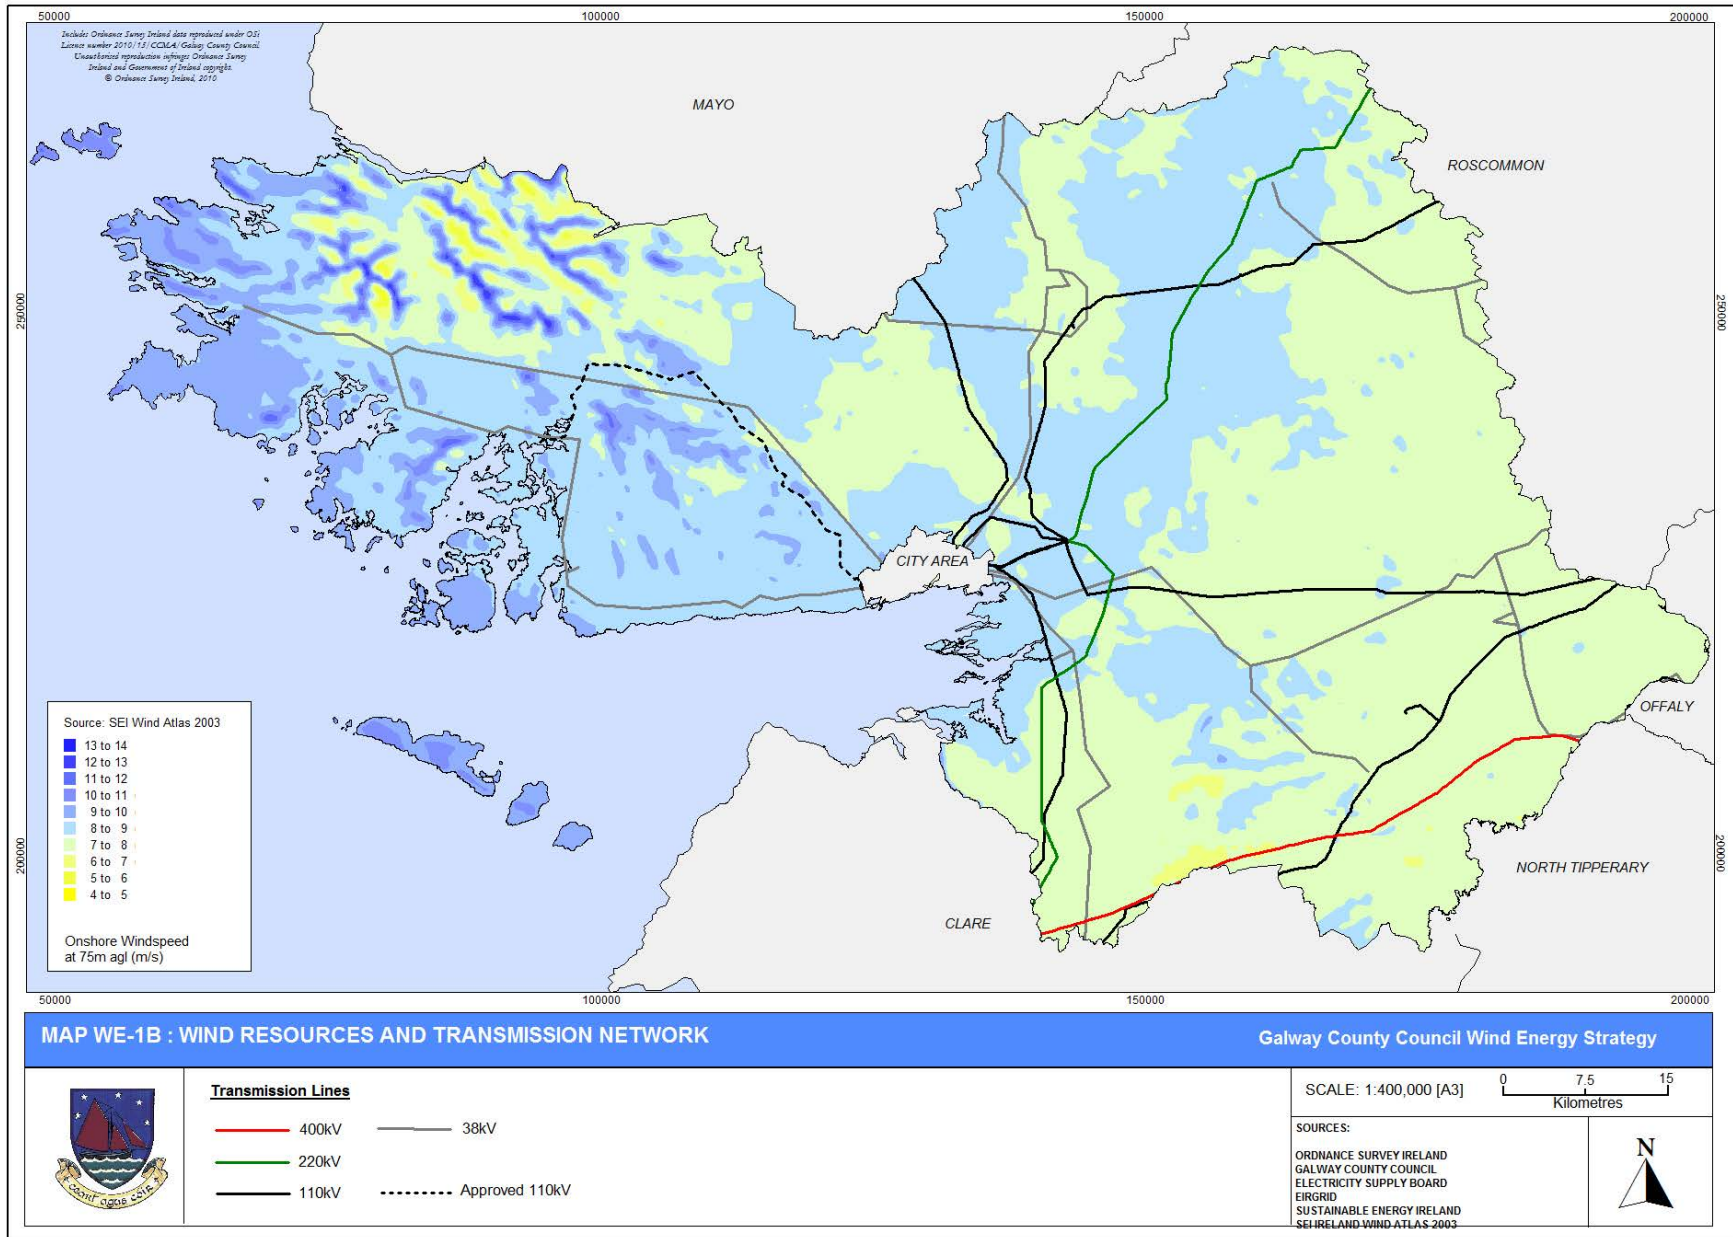 50000
100000
150000
200000
Includes Ordnance Survey Ireland data reproduced under OSi
Licence number 2010/15/CCMA/Galway County Council.
Unauthorised reproduction infringes Ordnance Survey
Ireland and Government of Ireland copyright.
© Ordnance Survey Ireland, 2010
MAYO
ROSCOMMON
250000
250000
CITY AREA
OFFALY
200000
200000
NORTH TIPPERARY
CLARE
Source: SEI Wind Atlas 2003
13 to 14
12 to 13
11 to 12
10 to 11
9 to 10
8 to 9
7 to 8
6 to 7
5 to 6
4 to 5
Onshore Windspeed
at 75m agl (m/s)
50000
100000
150000
200000
MAP WE-1B : WIND RESOURCES AND TRANSMISSION NETWORK
Galway County Council Wind Energy Strategy
Transmission Lines
400kV
38kV
220kV
110kV
Approved 110kV
SCALE: 1:400,000 [A3]
0 7.5 15
Kilometres
SOURCES:
ORDNANCE SURVEY IRELAND
GALWAY COUNTY COUNCIL
ELECTRICITY SUPPLY BOARD
EIRGRID
SUSTAINABLE ENERGY IRELAND
SEI IRELAND WIND ATLAS 2003
N
ceart agus cóir